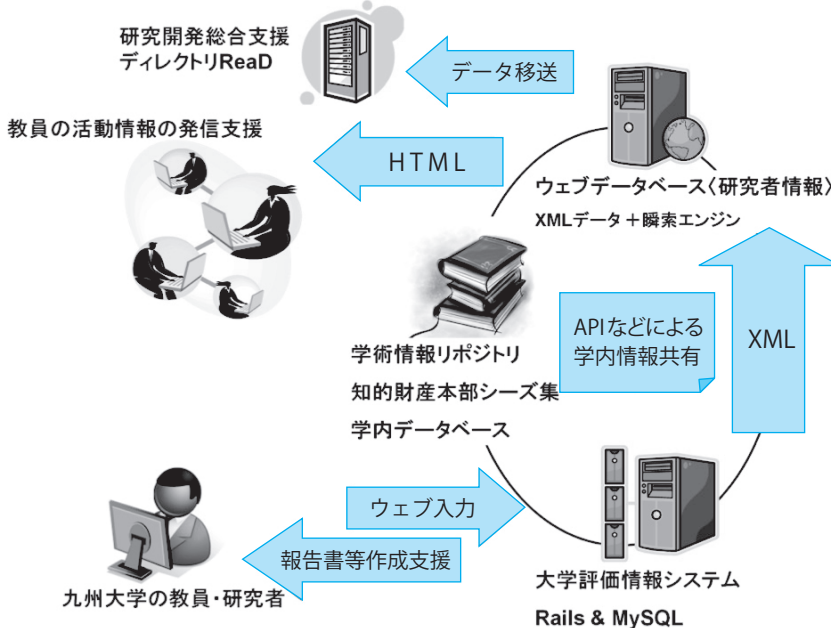 研究開発総合支援
ディレクトリReaD
データ移送
教員の活動情報の発信支援
HTML
ウェブデータベース〈研究者情報〉
XMLデータ+瞬索エンジン
APIなどによる
学内情報共有
XML
学術情報リポジトリ
知的財産本部シーズ集
学内データベース
ウェブ入力
報告書等作成支援
九州大学の教員・研究者
大学評価情報システム
Rails & MySQL